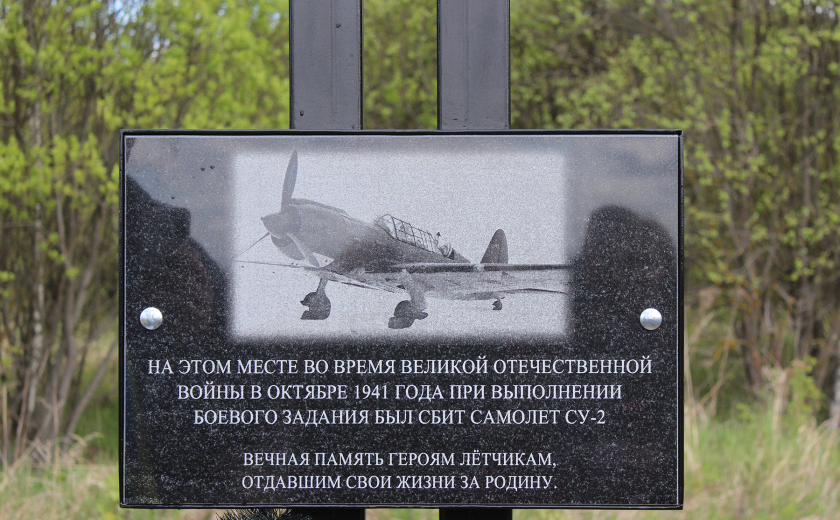 НА ЭТОМ МЕСТЕ ВО ВРЕМЯ ВЕЛИКОЙ ОТЕЧЕСТВЕННОЙ
ВОЙНЫ В ОКТЯБРЕ 1941 ГОДА ПРИ ВЫПОЛНЕНИИ
БОЕВОГО ЗАДАНИЯ БЫЛ СБИТ САМОЛЕТ СУ-2
ВЕЧНАЯ ПАМЯТЬ ГЕРОЯМ ЛЁТЧИКАМ,
ОТДАВШИМ СВОИ ЖИЗНИ ЗА РОДИНУ.